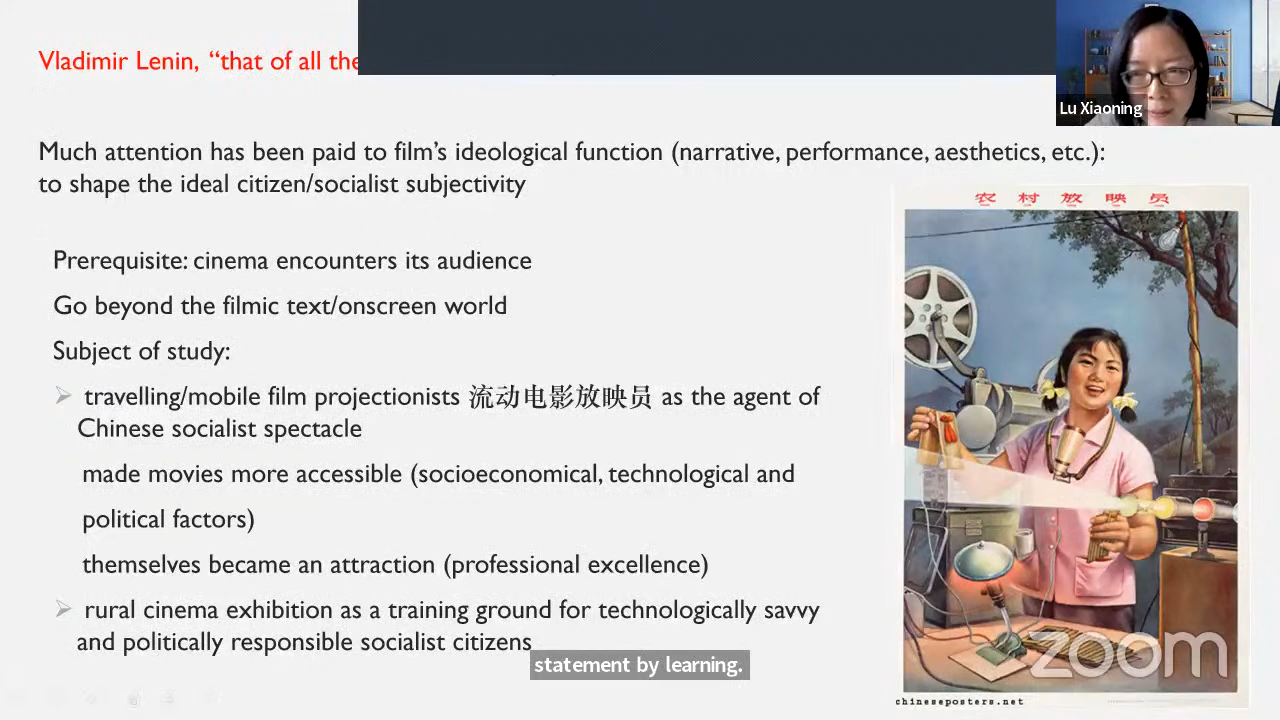 Vladimir Lenin, “that of all the
Lu Xiaoning
Much attention has been paid to film’s ideological function (narrative, performance, aesthetics, etc.):
to shape the ideal citizen/socialist subjectivity
农村放映员
Prerequisite: cinema encounters its audience
Go beyond the filmic text/onscreen world
Subject of study:
travelling/mobile film projectionists 流动电影放映员 as the agent of
Chinese socialist spectacle
made movies more accessible (socioeconomical, technological and
political factors)
themselves became an attraction (professional excellence)
rural cinema exhibition as a training ground for technologically savvy
and politically responsible socialist citizens
statement by learning.
zoom
chineseposters.net